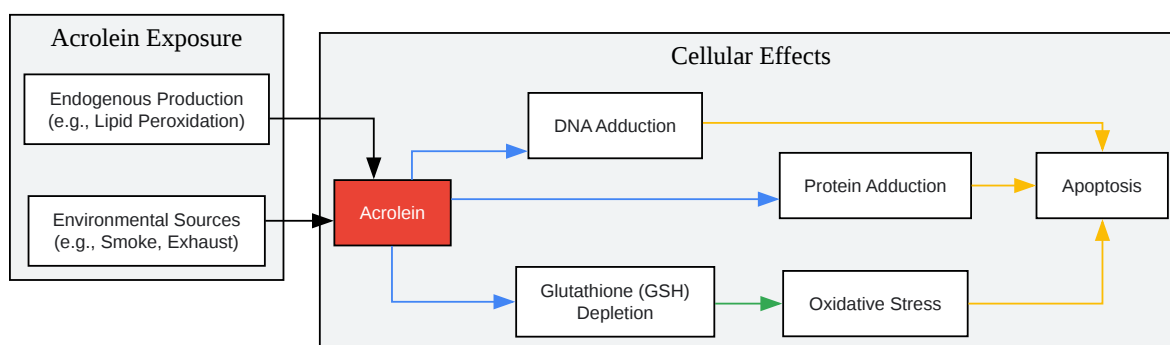 Acrolein Exposure
Endogenous Production
(e.g., Lipid Peroxidation)
Environmental Sources
(e.g., Smoke, Exhaust)
Cellular Effects
DNA Adduction
Protein Adduction
Apoptosis
Acrolein
Glutathione (GSH)
Depletion
Oxidative Stress